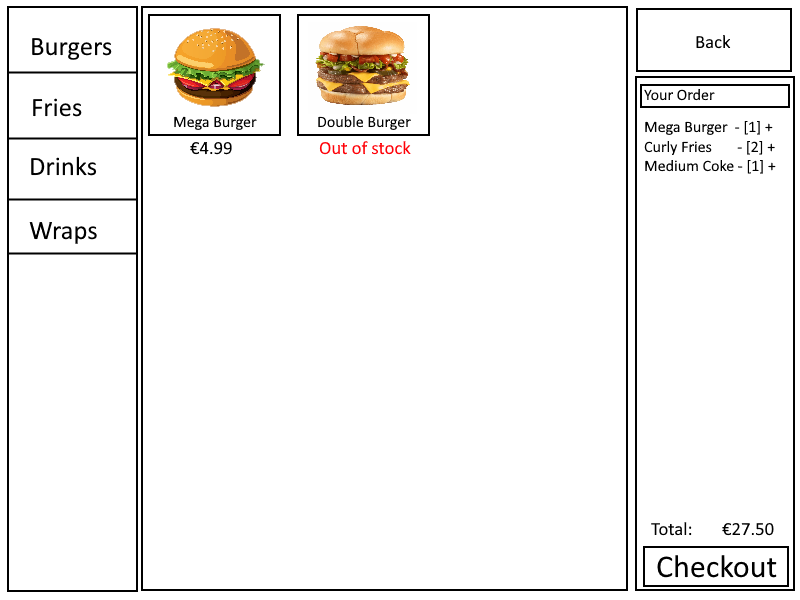 Burgers
Fries
Drinks
Wraps
Mega Burger
€4.99
Double Burger
Out of stock
Back
Your Order
Mega Burger - [1] +
Curly Fries - [2] +
Medium Coke - [1] +
Total: €27.50
Checkout